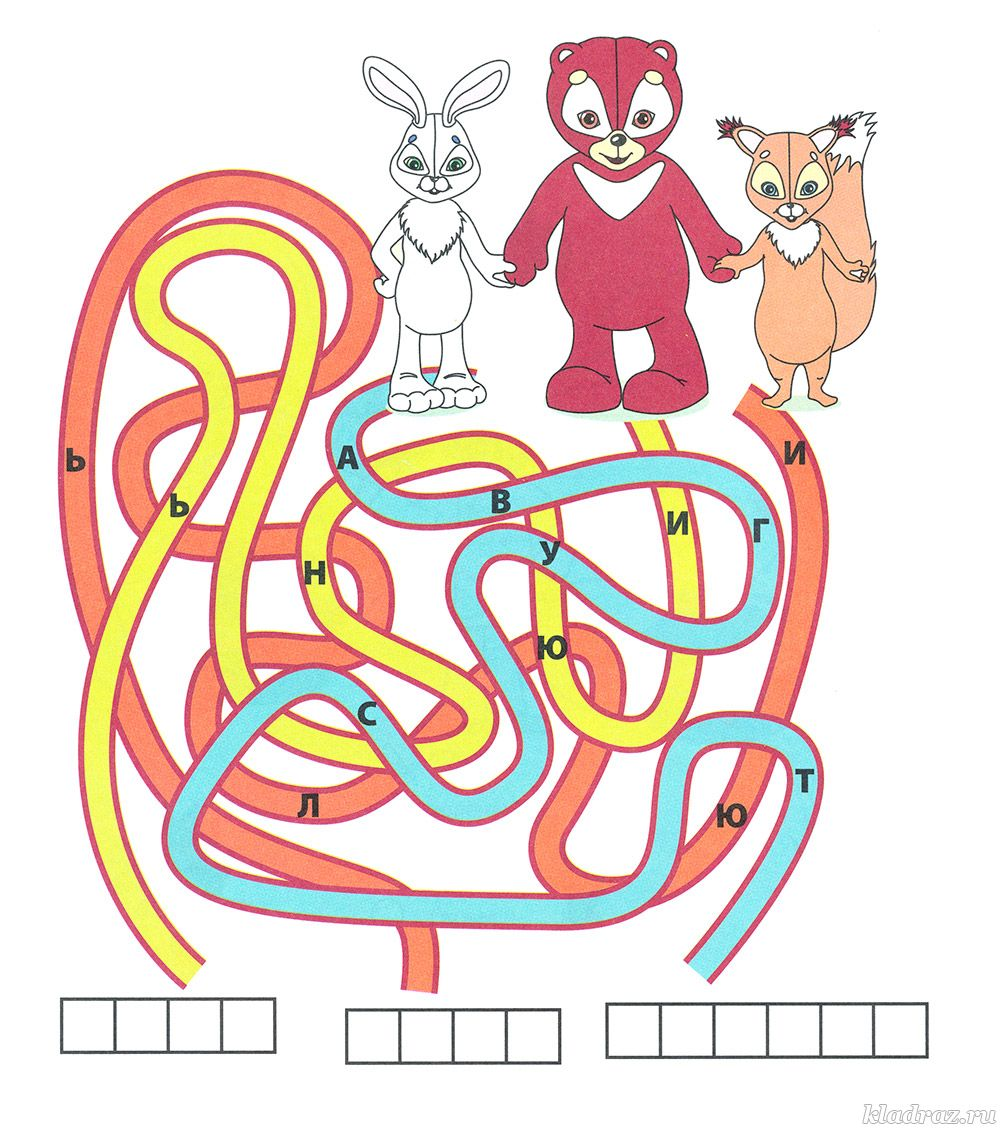 И
Ь
А
В
Ь
И
Г
У
Н
Ю
С
Т
Л
Ю
kladraz.ru